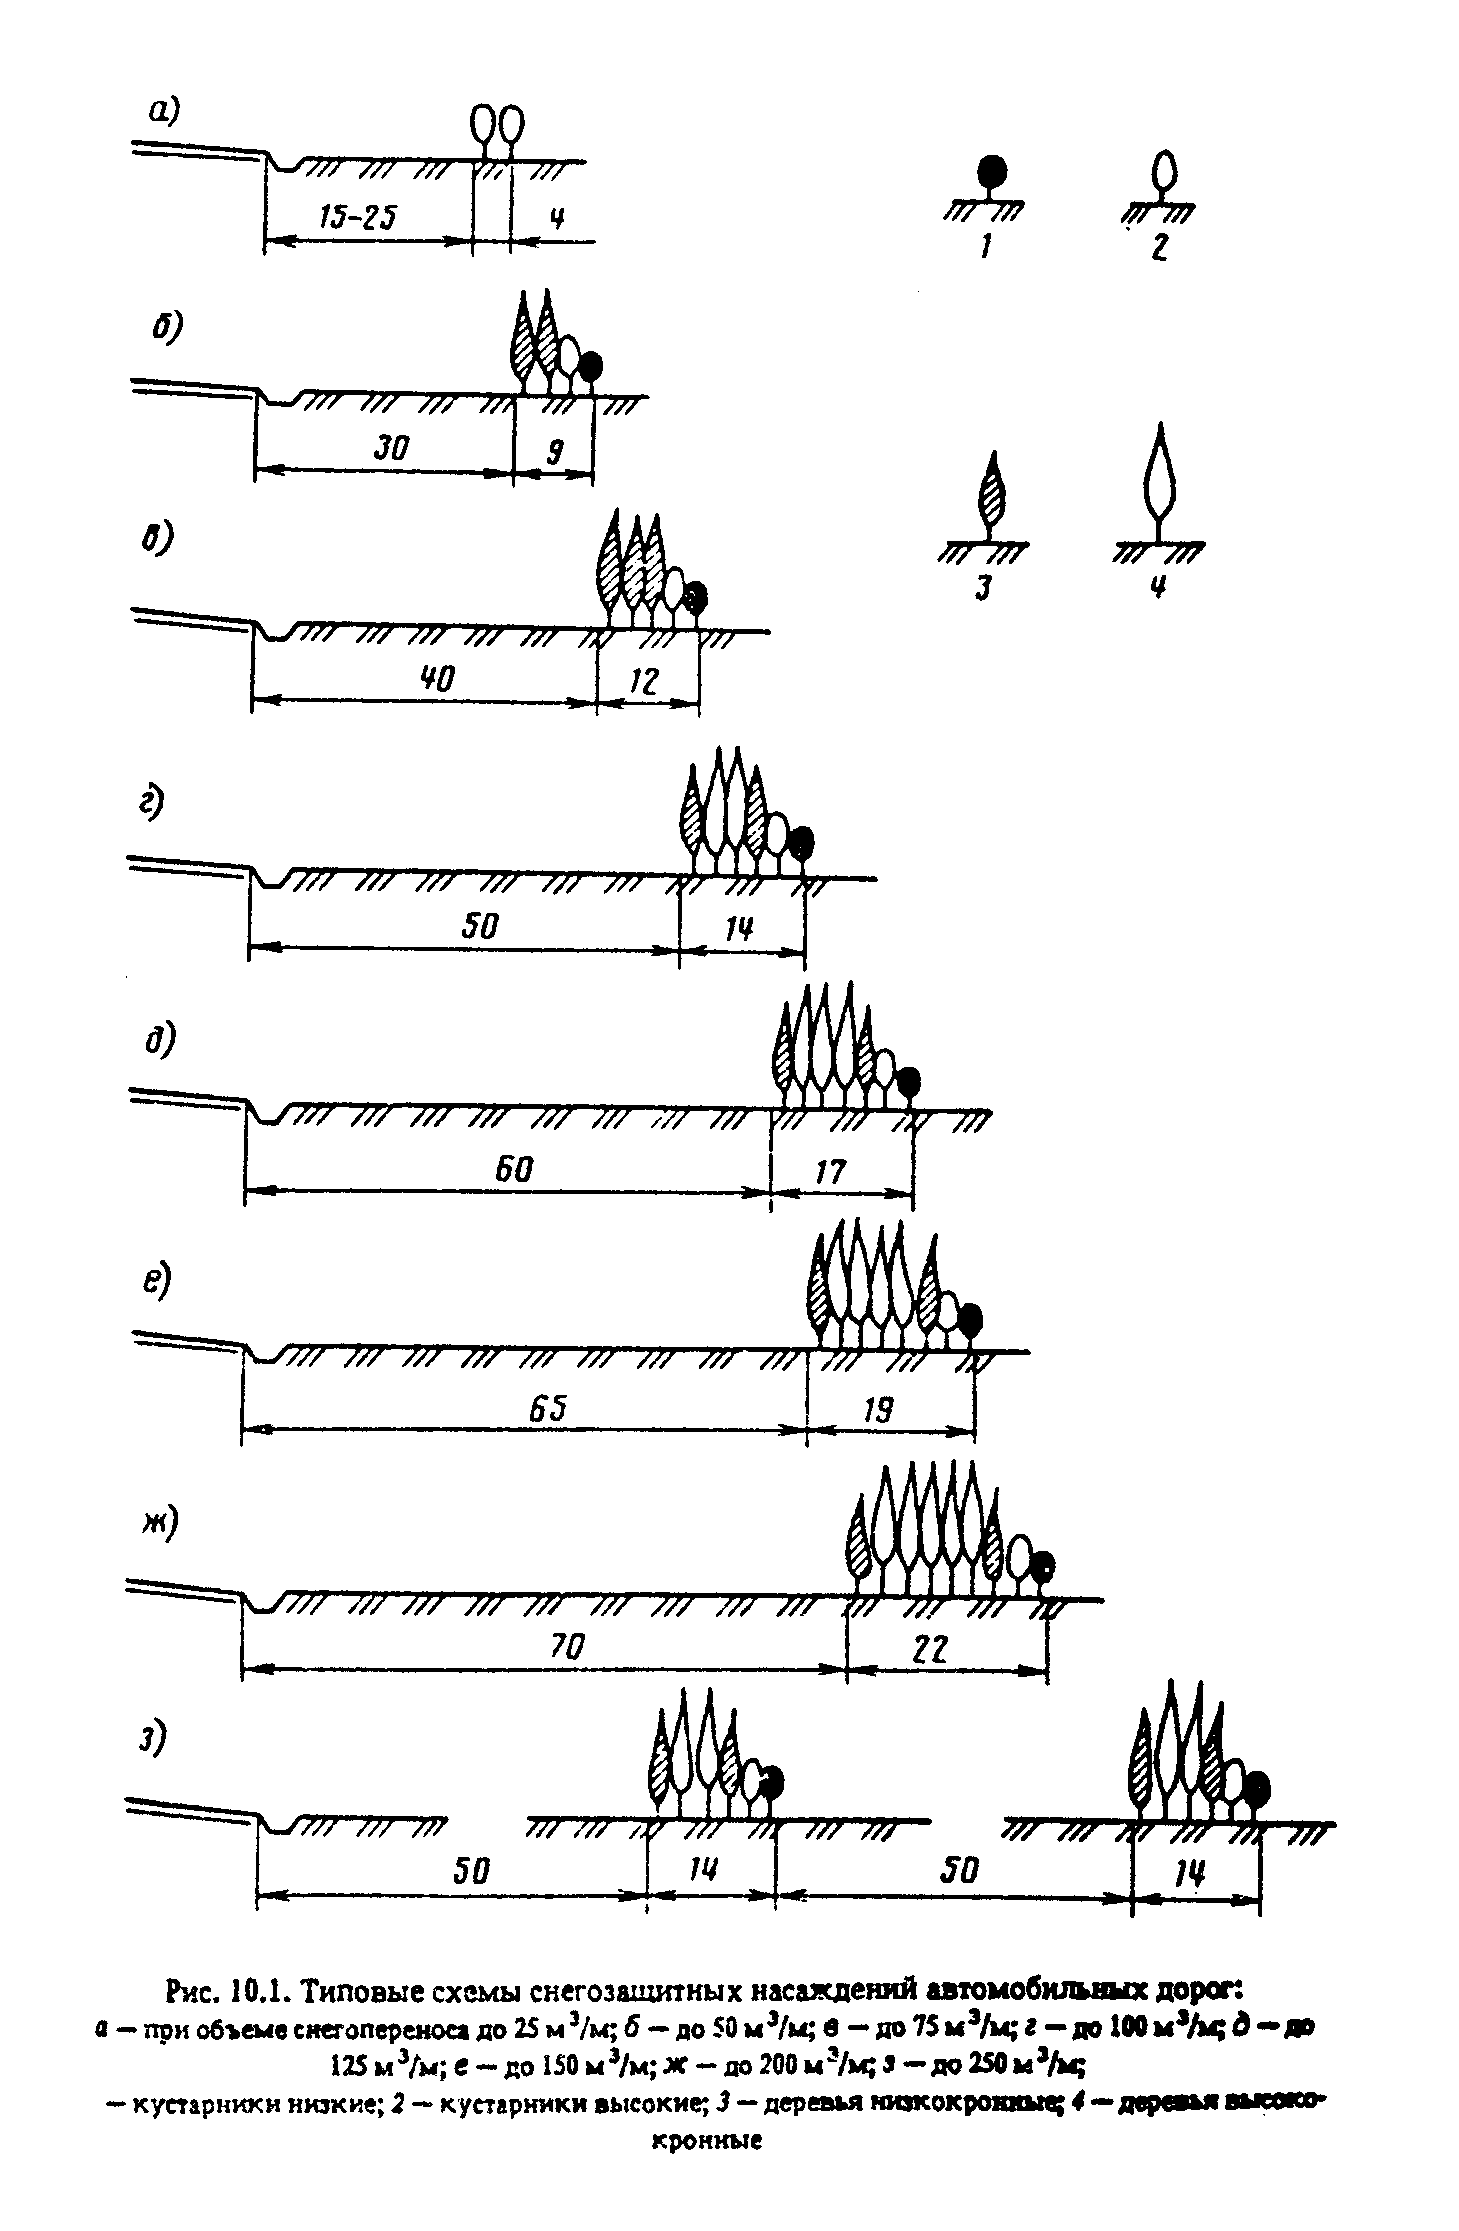 а)
15-25
4
1
2
б)
30
9
3
4
в)
40
12
г)
50
14
д)
60
17
е)
65
19
ж)
70
22
з)
50
14
50
14
Рис. 10.1. Типовые схемы снегозащитных насаждений автомобильных дорог:
а — при объеме снегопереноса до 25 м³/м; б — до 50 м³/м; в — до 75 м³/м; г — до 100 м³/м; д — до
125 м³/м; е — до 150 м³/м; ж — до 200 м³/м; з — до 250 м³/м;
— кустарники низкие; 2 — кустарники высокие; 3 — деревья низкокронные; 4 — деревья высоко-
кронные